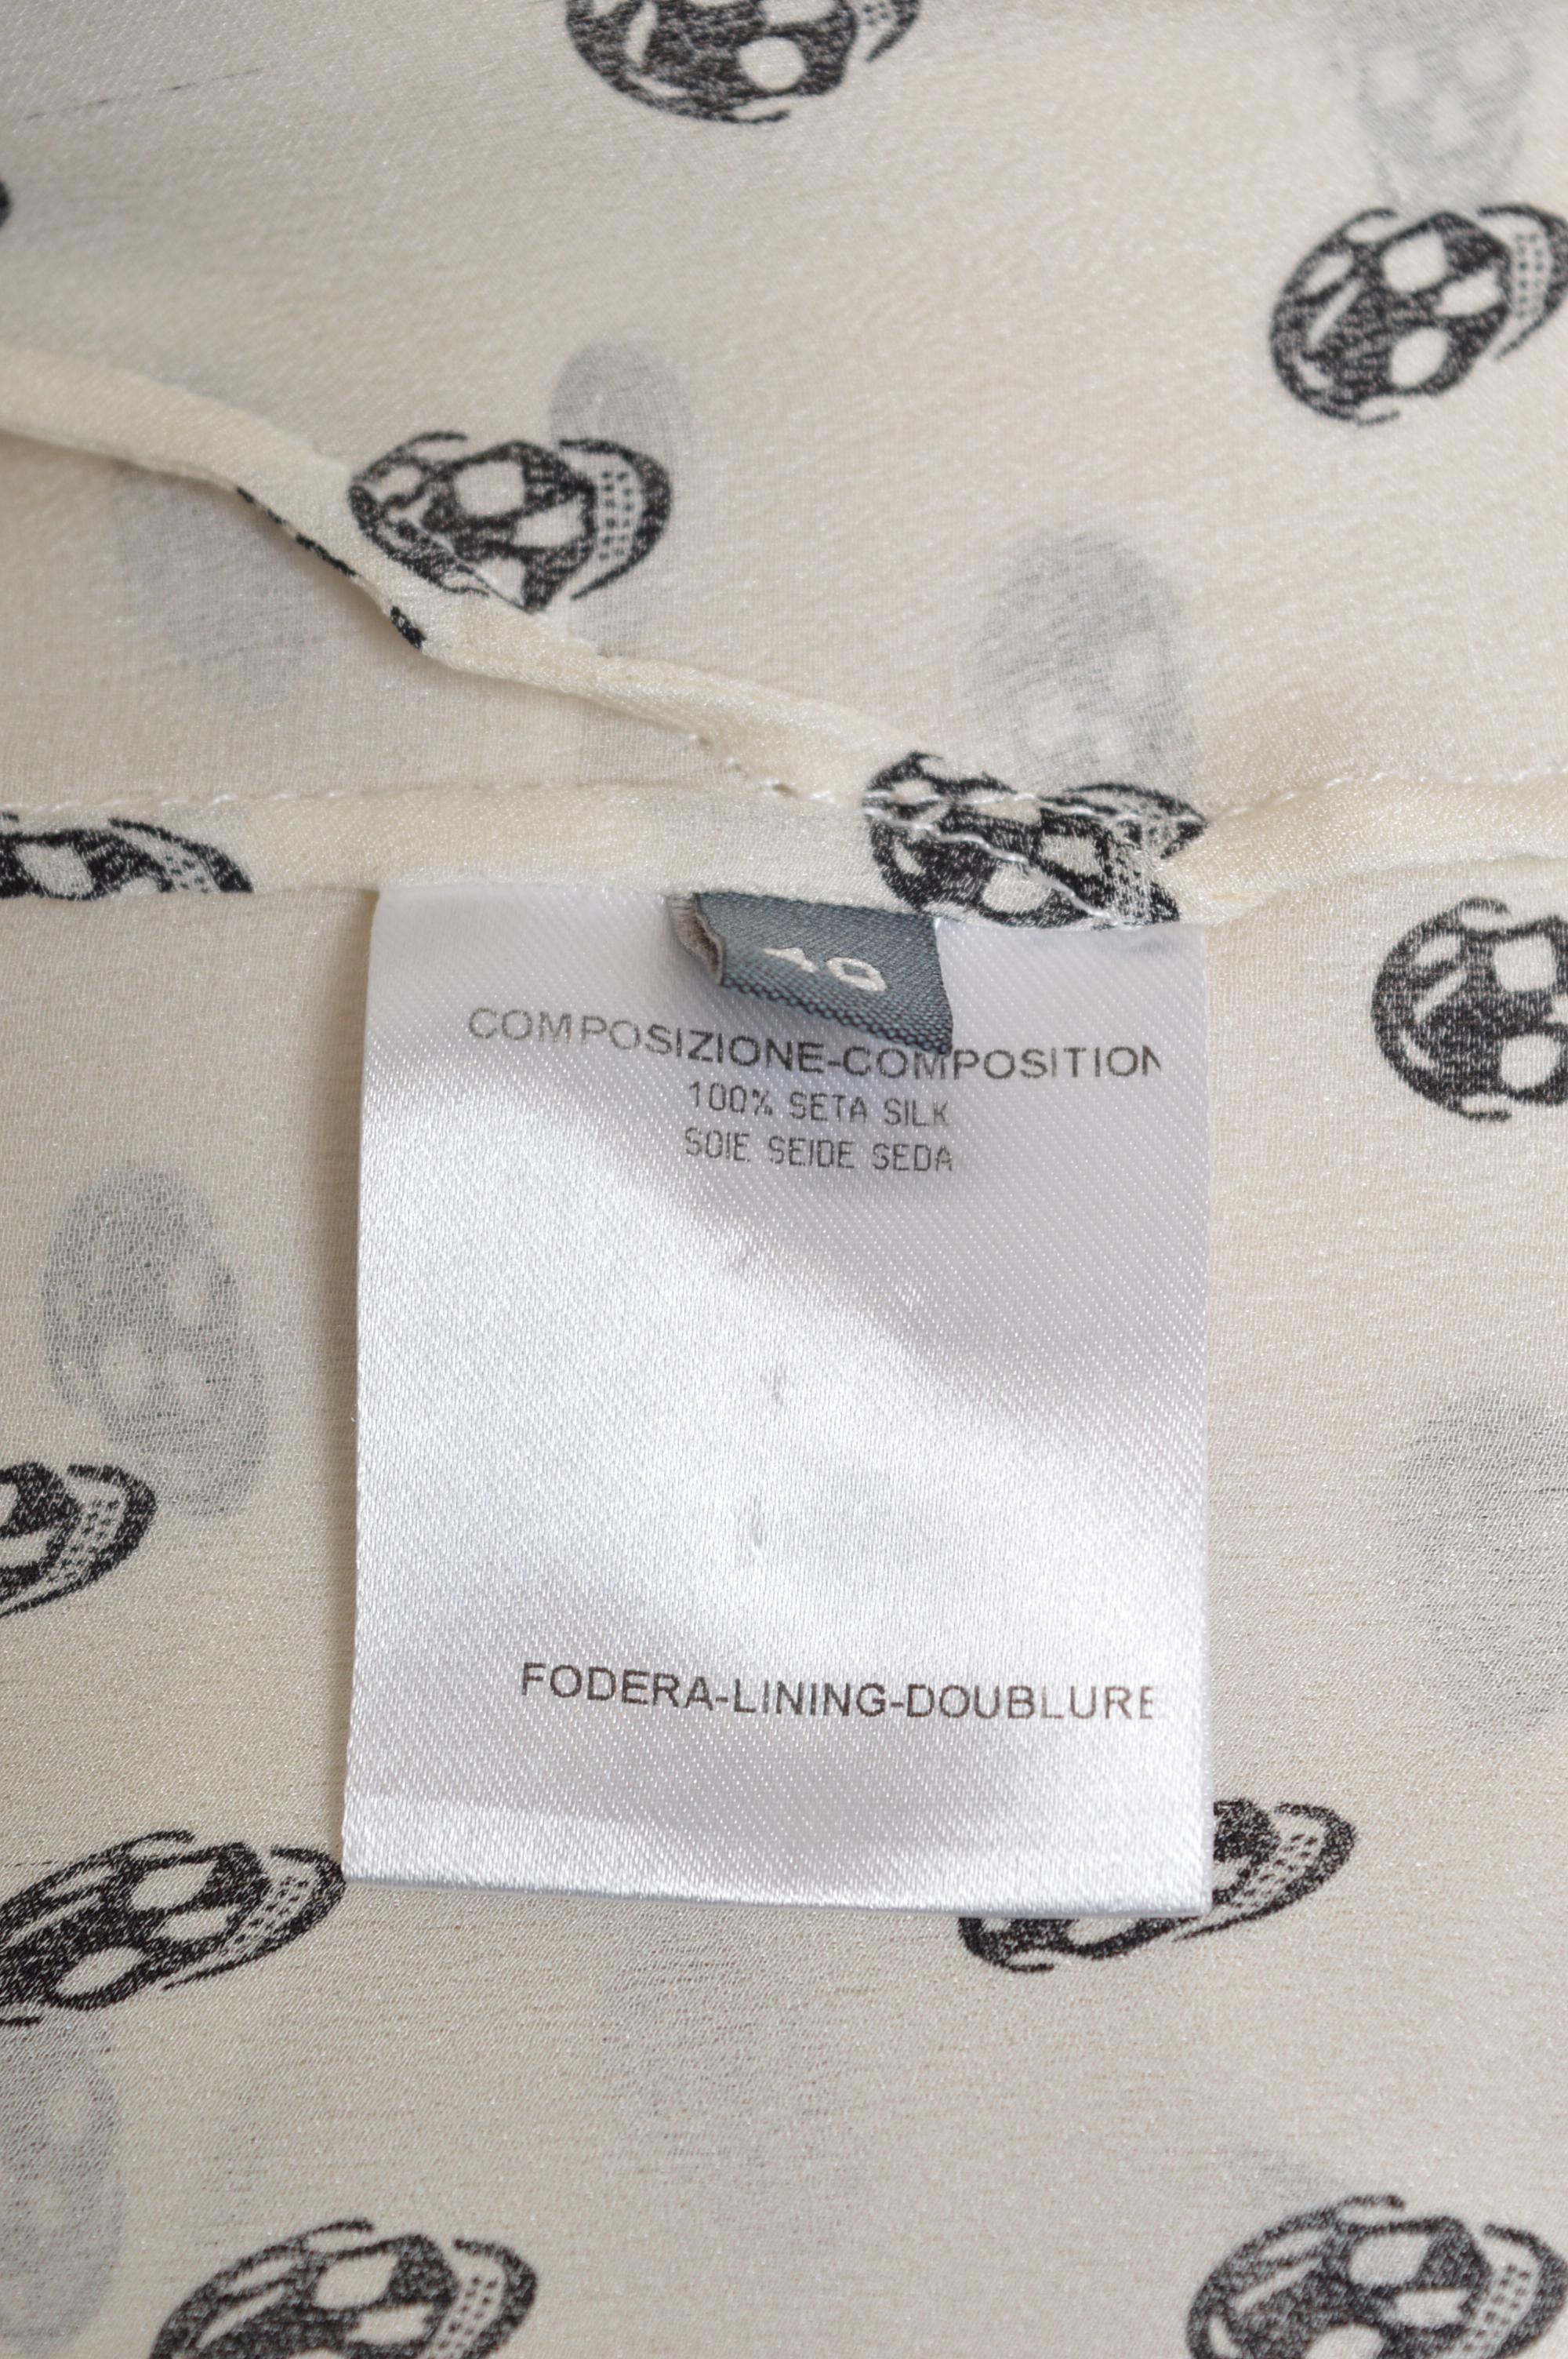 40
COMPOSIZIONE-COMPOSITION
100% SETA SILK
SOIE SEIDE SEDA
FODERA-LINING-DOUBLURE